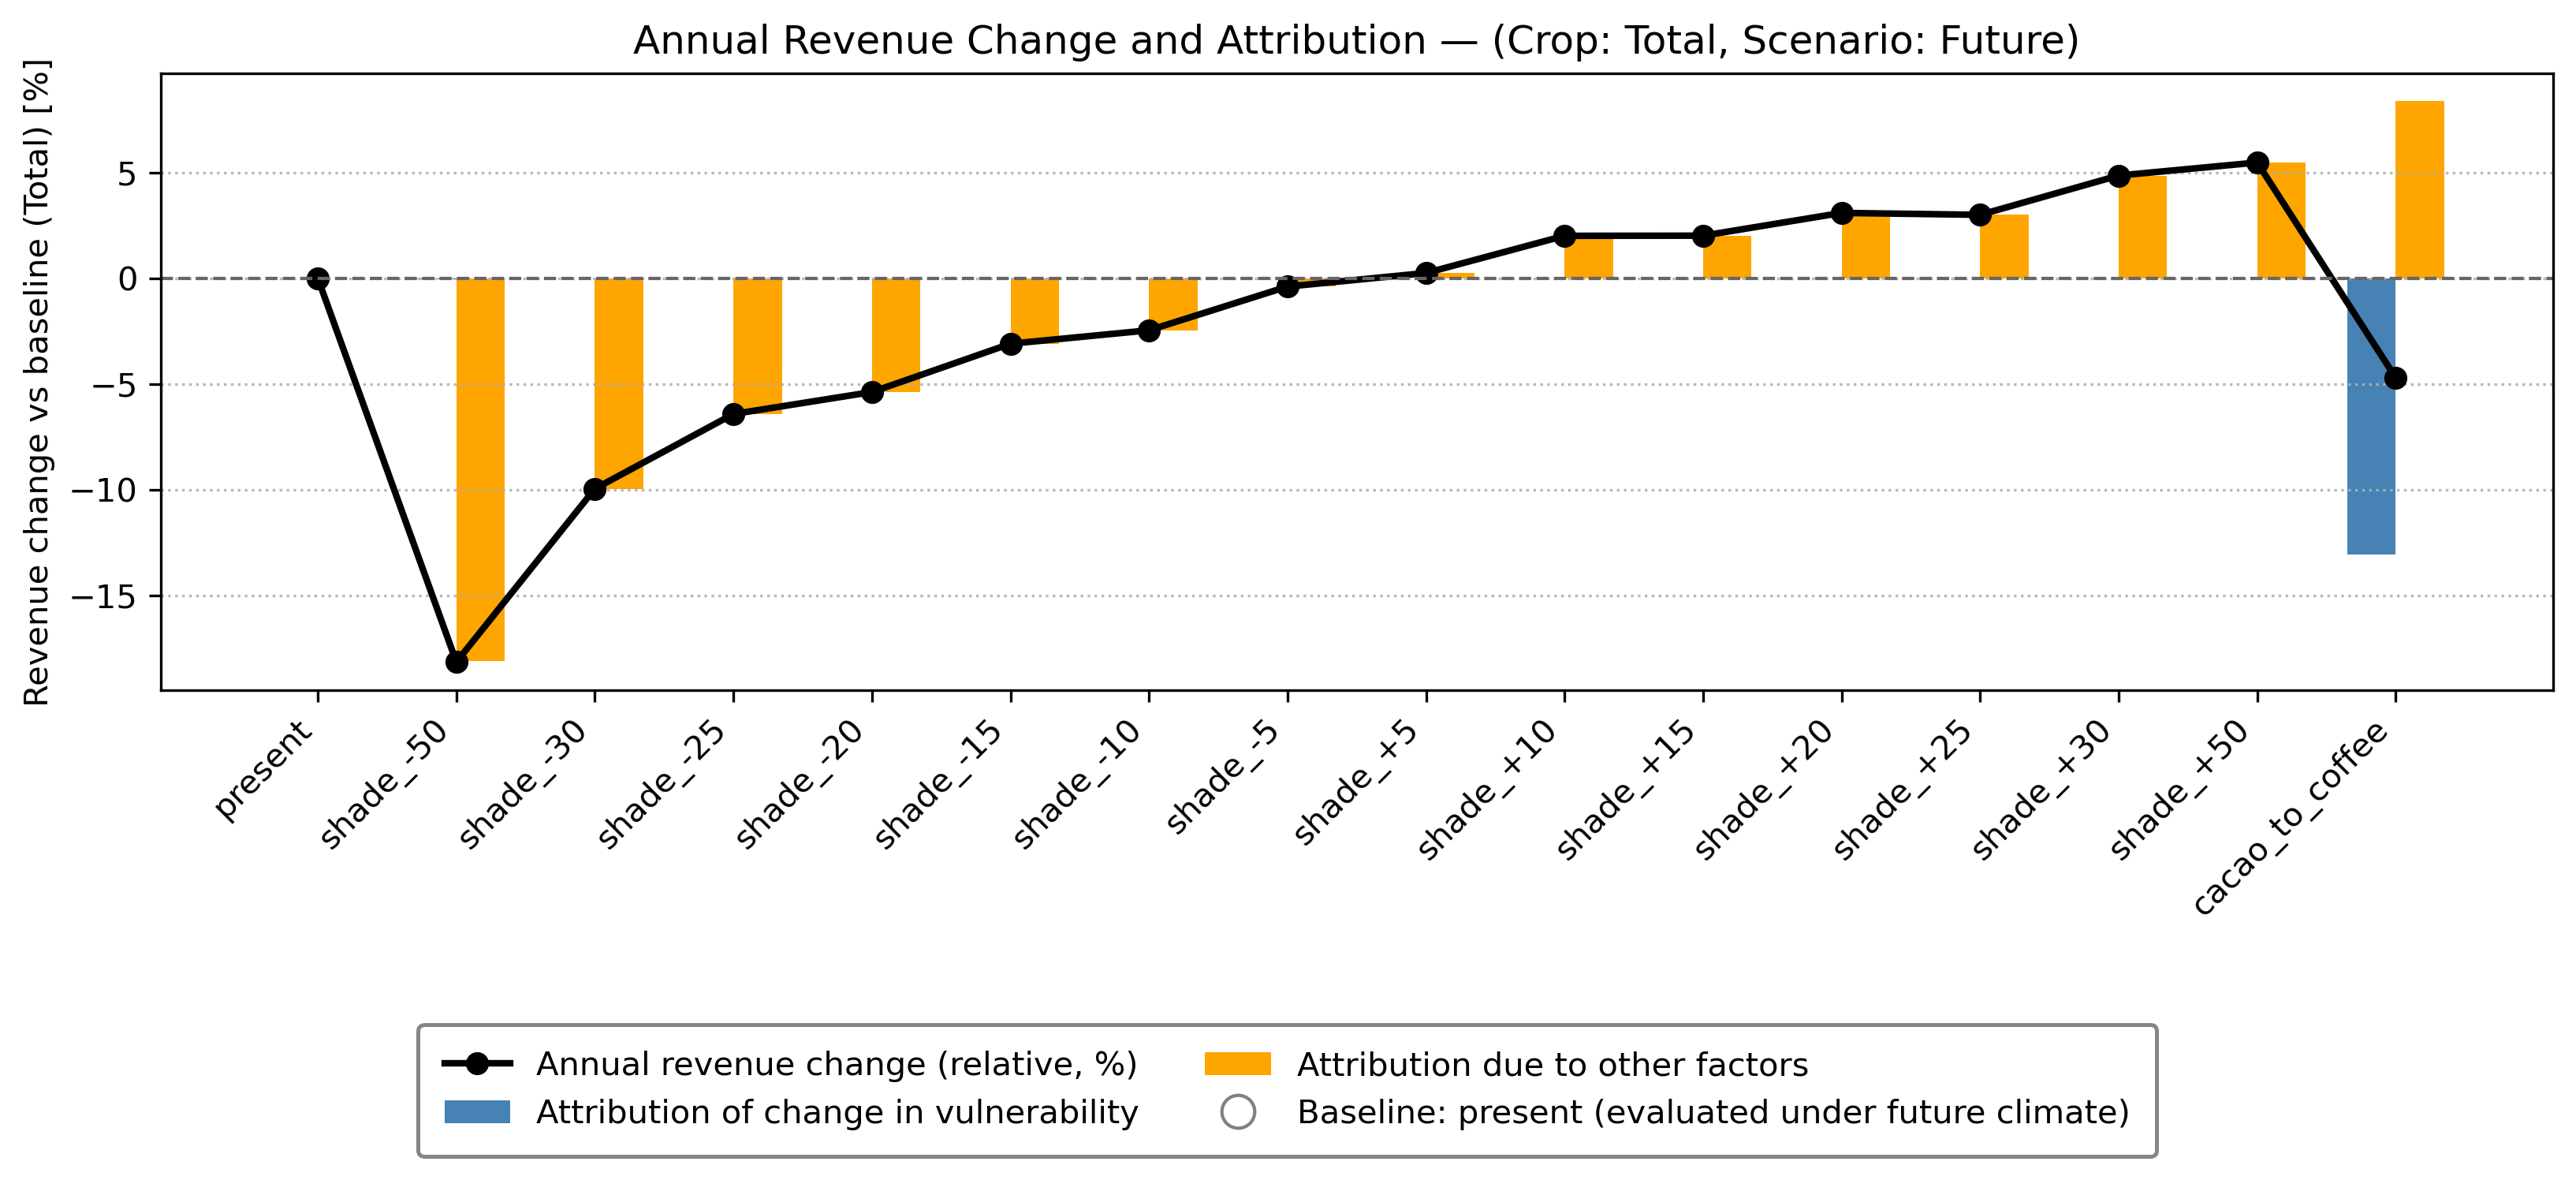 Annual Revenue Change and Attribution — (Crop: Total, Scenario: Future)
Revenue change vs baseline (Total) [%]
5
0
−5
−10
−15
present
shade_-50
shade_-30
shade_-25
shade_-20
shade_-15
shade_-10
shade_-5
shade_+5
shade_+10
shade_+15
shade_+20
shade_+25
shade_+30
shade_+50
cacao_to_coffee
Annual revenue change (relative, %)
Attribution of change in vulnerability
Attribution due to other factors
Baseline: present (evaluated under future climate)